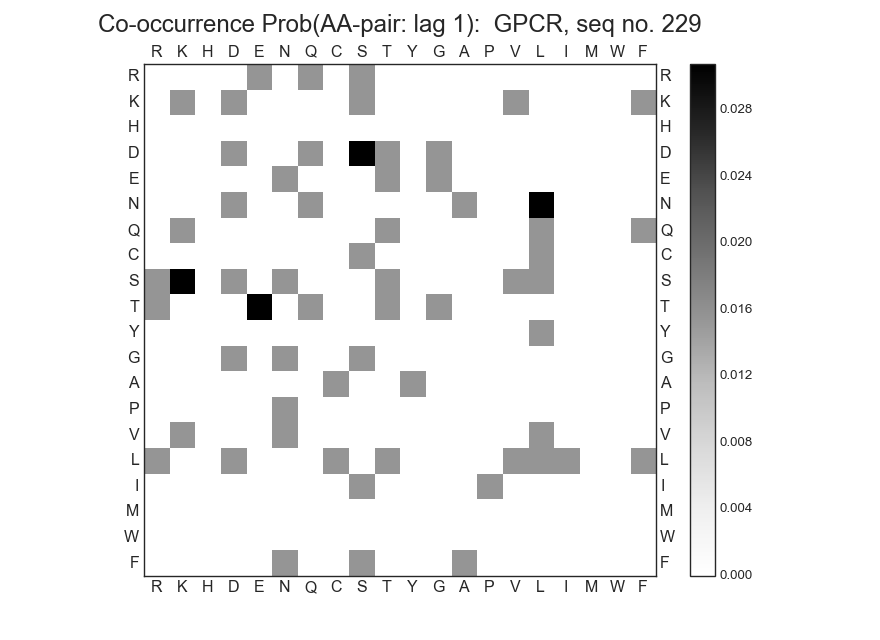 Co-occurrence Prob(AA-pair: lag 1):  GPCR, seq no. 229
R K H D E N Q C S T Y G A P V L I M W F
R R
K K
H H
D D
E E
N N
Q Q
C C
S S
T T
Y Y
G G
A A
P P
V V
L L
I I
M M
W W
F F
R K H D E N Q C S T Y G A P V L I M W F
0.028
0.024
0.020
0.016
0.012
0.008
0.004
0.000